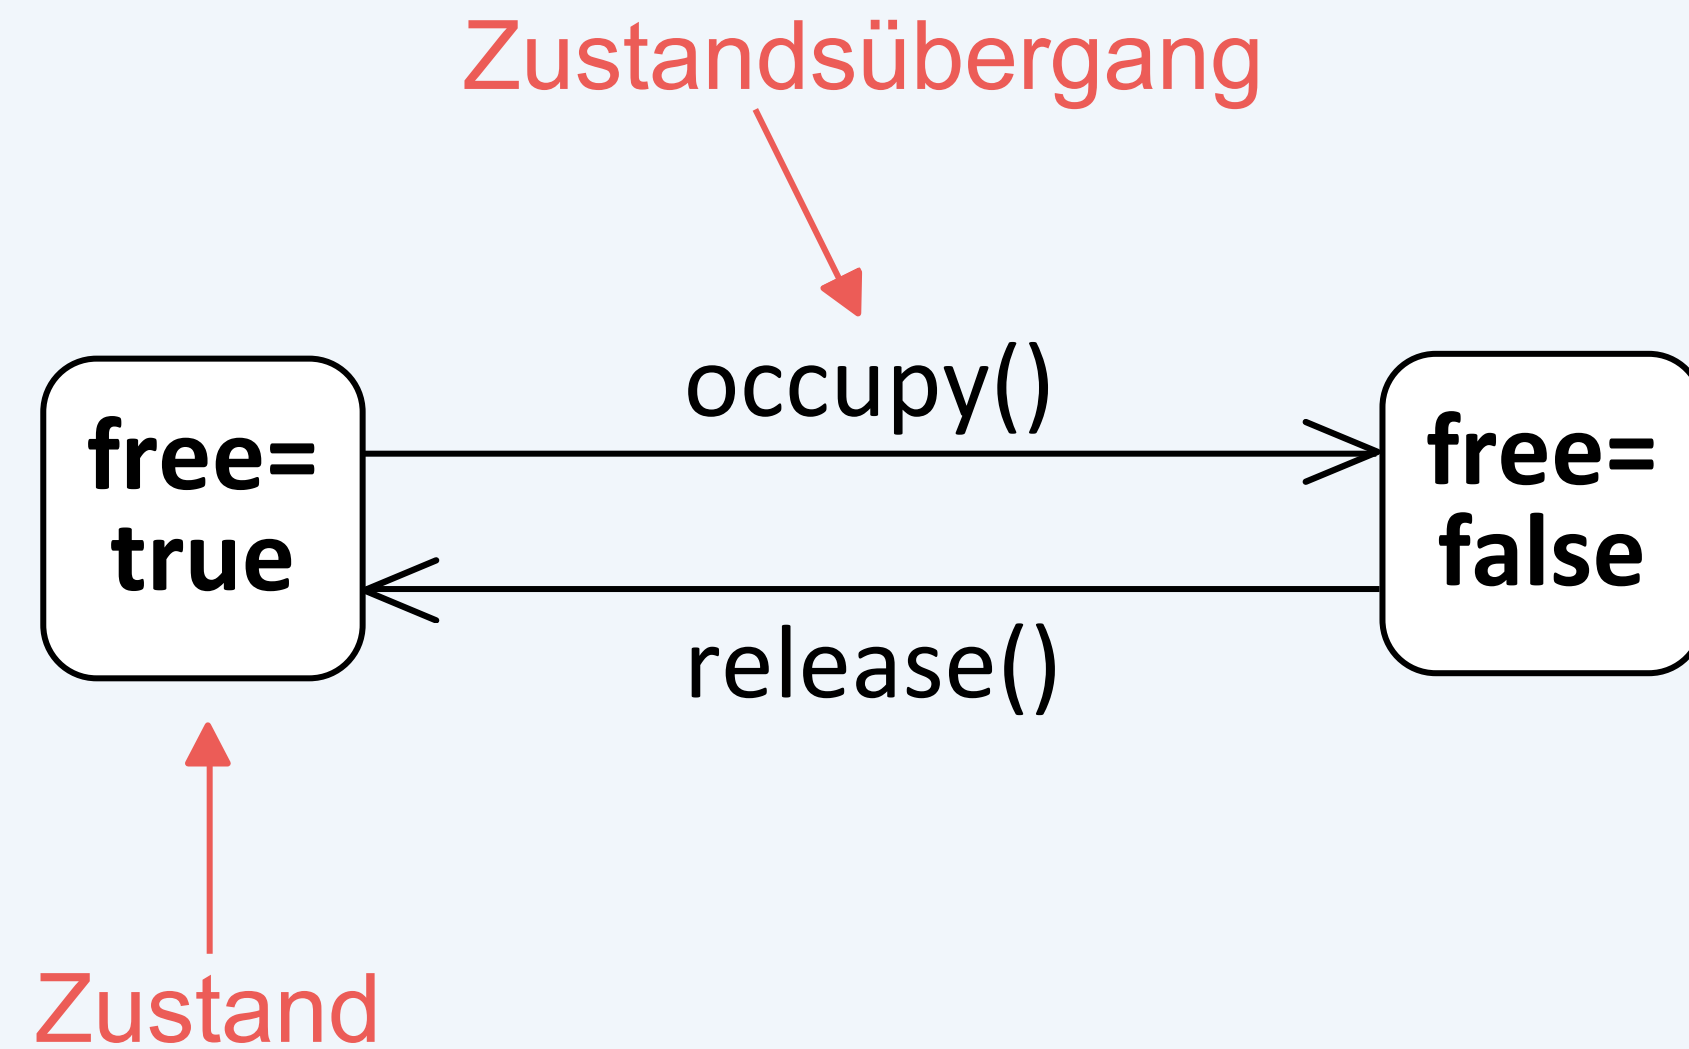 Zustandsübergang
occupy()
free=
true
free=
false
release()
Zustand